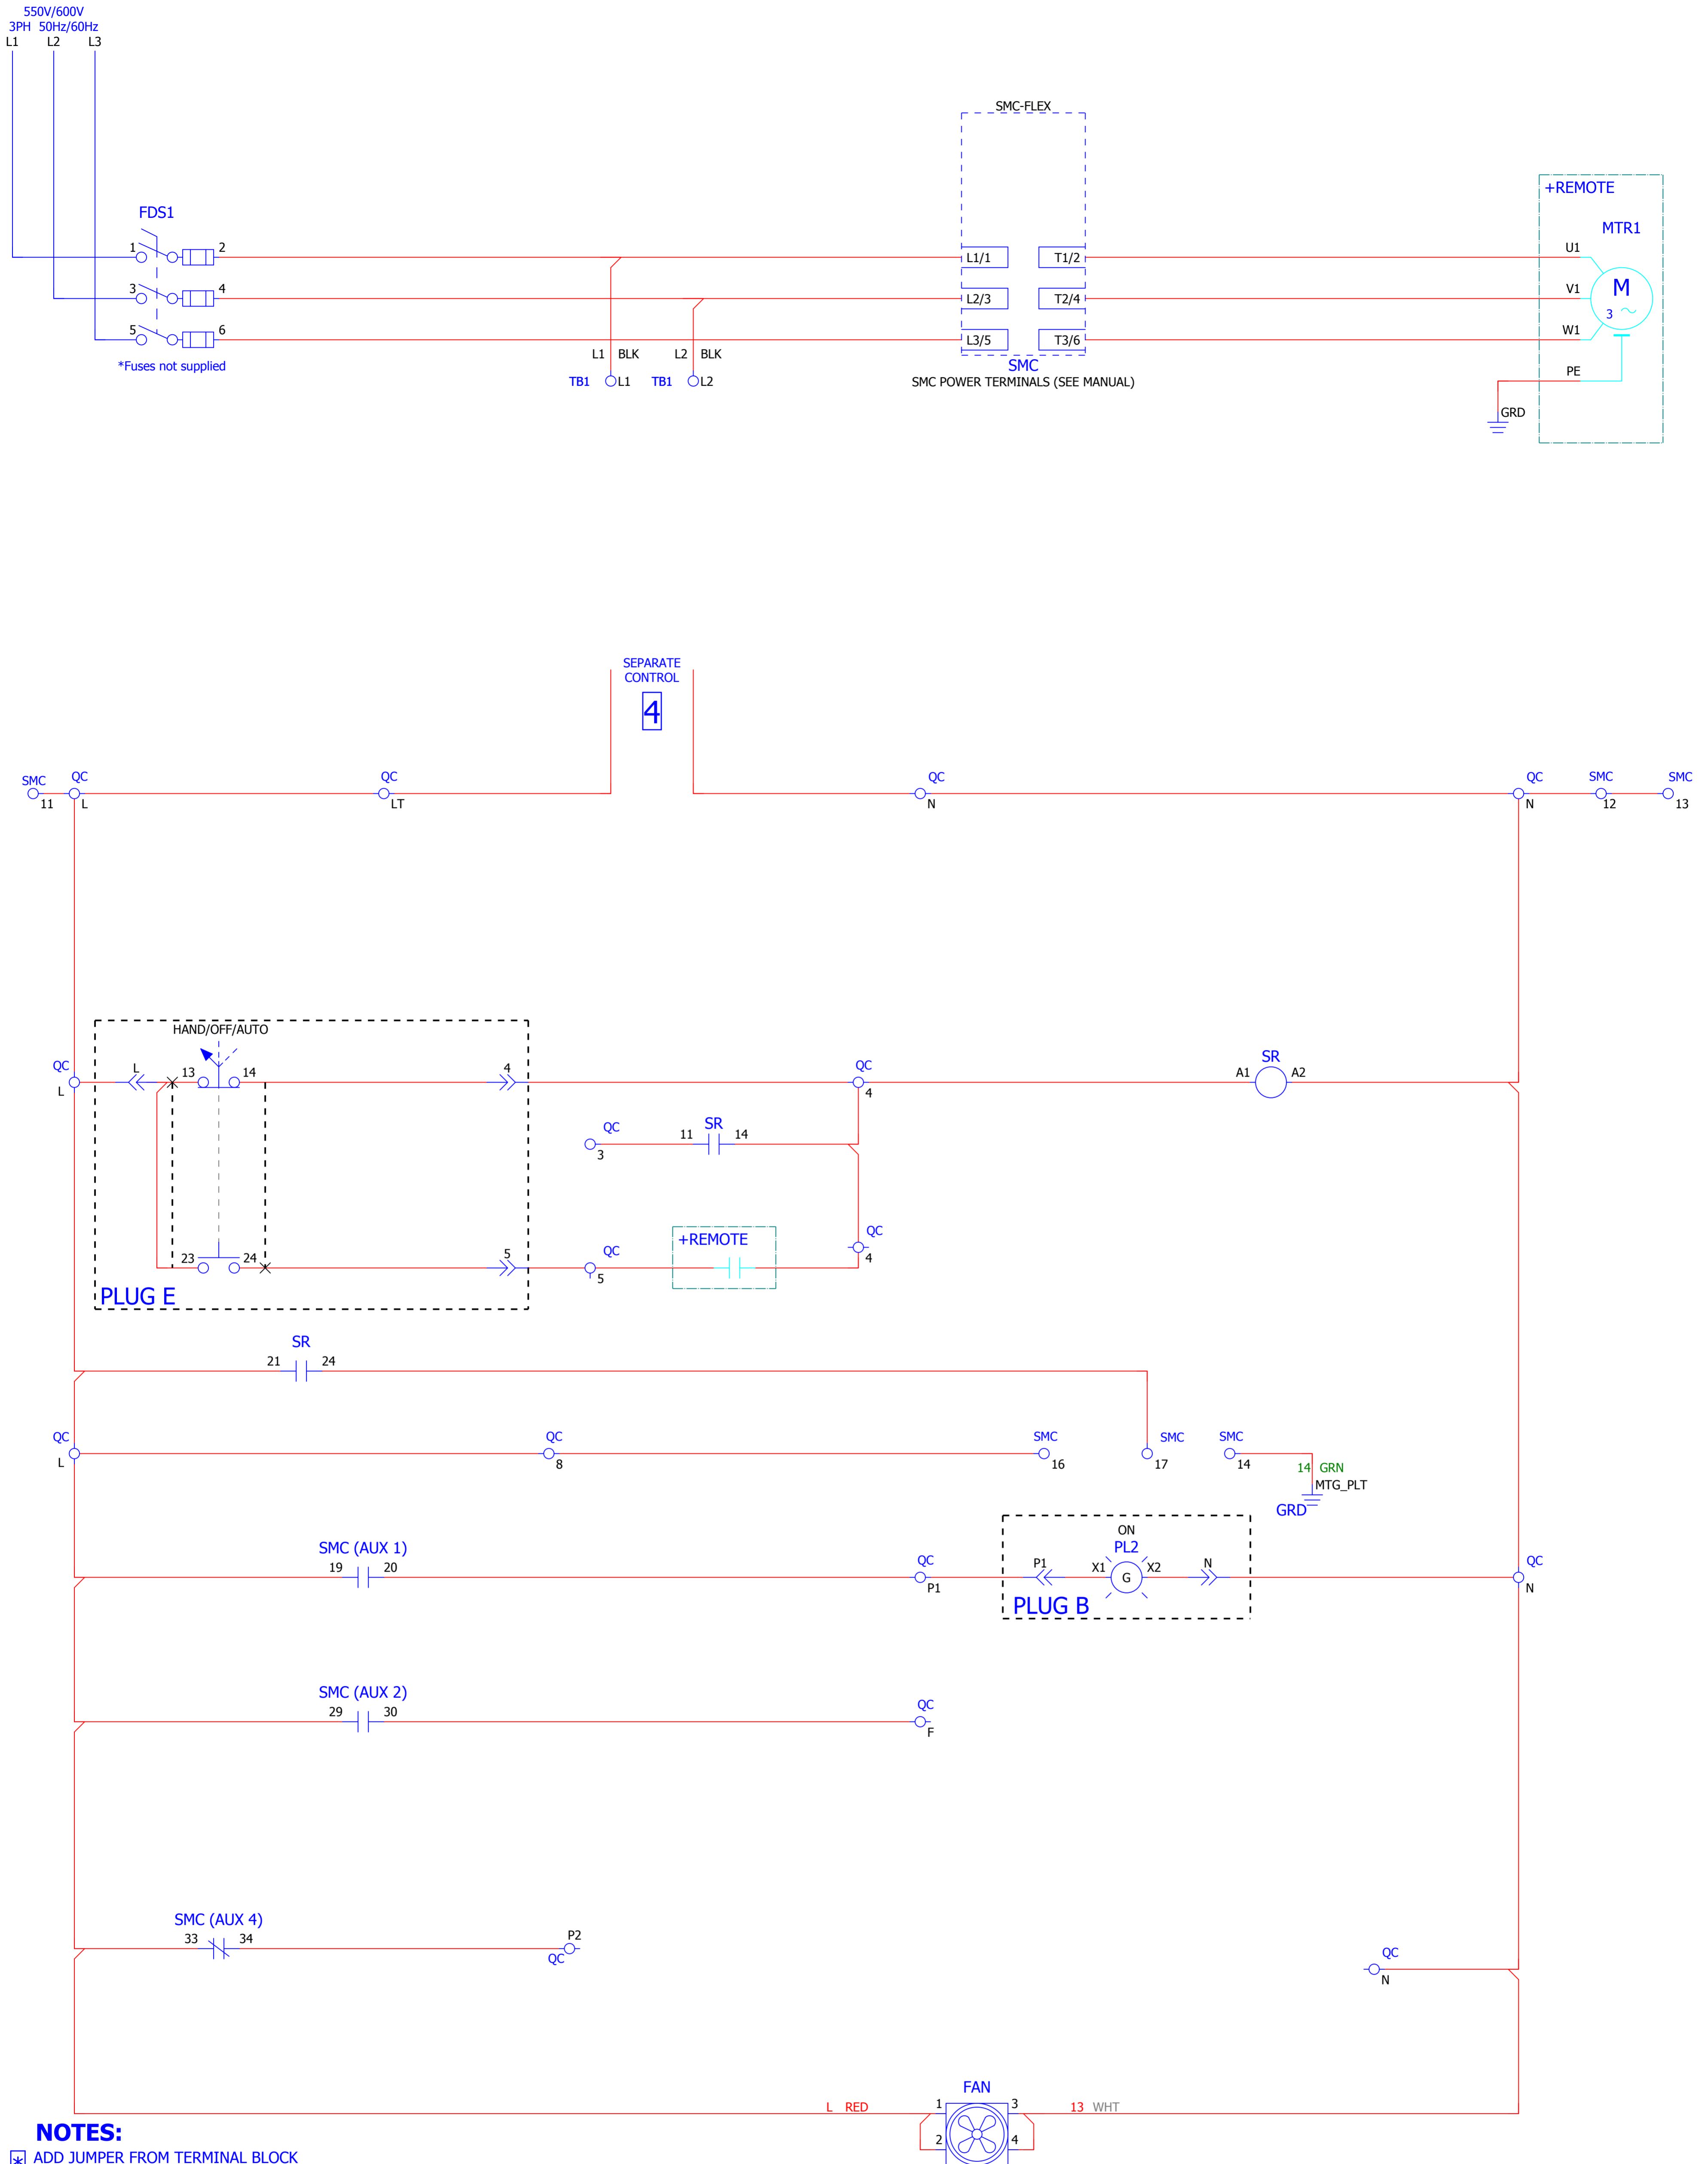 550V/600V
3PH 50Hz/60Hz
L1 L2 L3
SMC-FLEX
+REMOTE
FDS1
MTR1
1 2 L1/1 T1/2 U1
3 4 L2/3 T2/4 V1 M
3
5 6 L3/5 T3/6 W1
L1 BLK L2 BLK
*Fuses not supplied
SMC
PE
TB1 L1 TB1 L2
SMC POWER TERMINALS (SEE MANUAL)
GRD
SEPARATE
CONTROL
4
SMC QC QC QC QC SMC SMC
11 L LT N N 12 13
HAND/OFF/AUTO
SR
QC L 13 14 4 QC A1 A2
L 4
QC 11 SR 14
3
QC +REMOTE QC
23 24 5 4
5
PLUG E
SR
21 24
QC QC SMC SMC SMC
L 8 16 17 14
14 GRN
MTG_PLT
GRD
ON
SMC (AUX 1) PL2
19 20 QC P1 X1 G X2 N QC
P1 N
PLUG B
SMC (AUX 2)
29 30 QC
F
SMC (AUX 4)
33 34 P2
QC QC
N
FAN
L RED 1 3 13 WHT
NOTES:
2 4
* ADD JUMPER FROM TERMINAL BLOCK